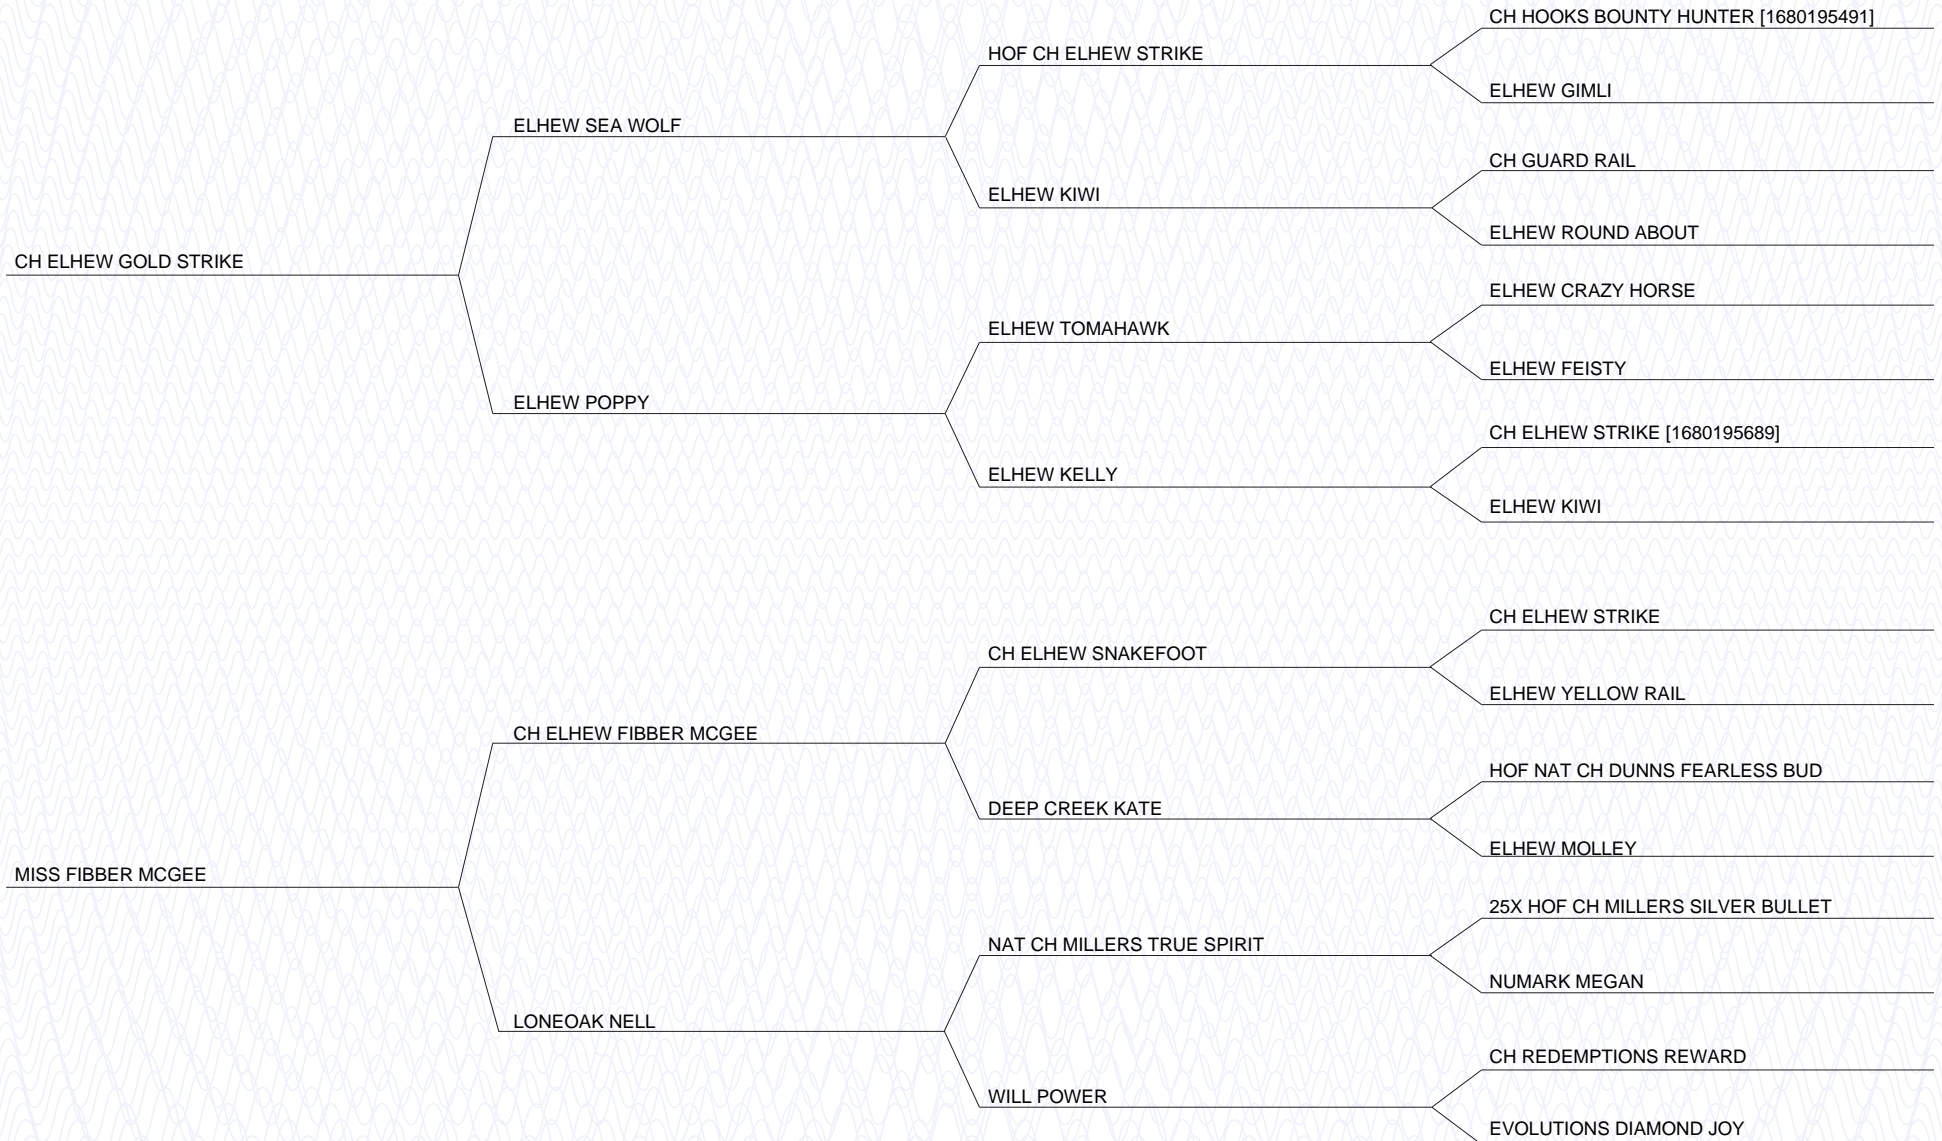 CH HOOKS BOUNTY HUNTER [1680195491]
HOF CH ELHEW STRIKE
ELHEW GIMLI
ELHEW SEA WOLF
CH GUARD RAIL
ELHEW KIWI
ELHEW ROUND ABOUT
CH ELHEW GOLD STRIKE
ELHEW CRAZY HORSE
ELHEW TOMAHAWK
ELHEW FEISTY
ELHEW POPPY
CH ELHEW STRIKE [1680195689]
ELHEW KELLY
ELHEW KIWI
CH ELHEW STRIKE
CH ELHEW SNAKEFOOT
ELHEW YELLOW RAIL
CH ELHEW FIBBER MCGEE
HOF NAT CH DUNNS FEARLESS BUD
DEEP CREEK KATE
ELHEW MOLLEY
MISS FIBBER MCGEE
25X HOF CH MILLERS SILVER BULLET
NAT CH MILLERS TRUE SPIRIT
NUMARK MEGAN
LONEOAK NELL
CH REDEMPTIONS REWARD
WILL POWER
EVOLUTIONS DIAMOND JOY